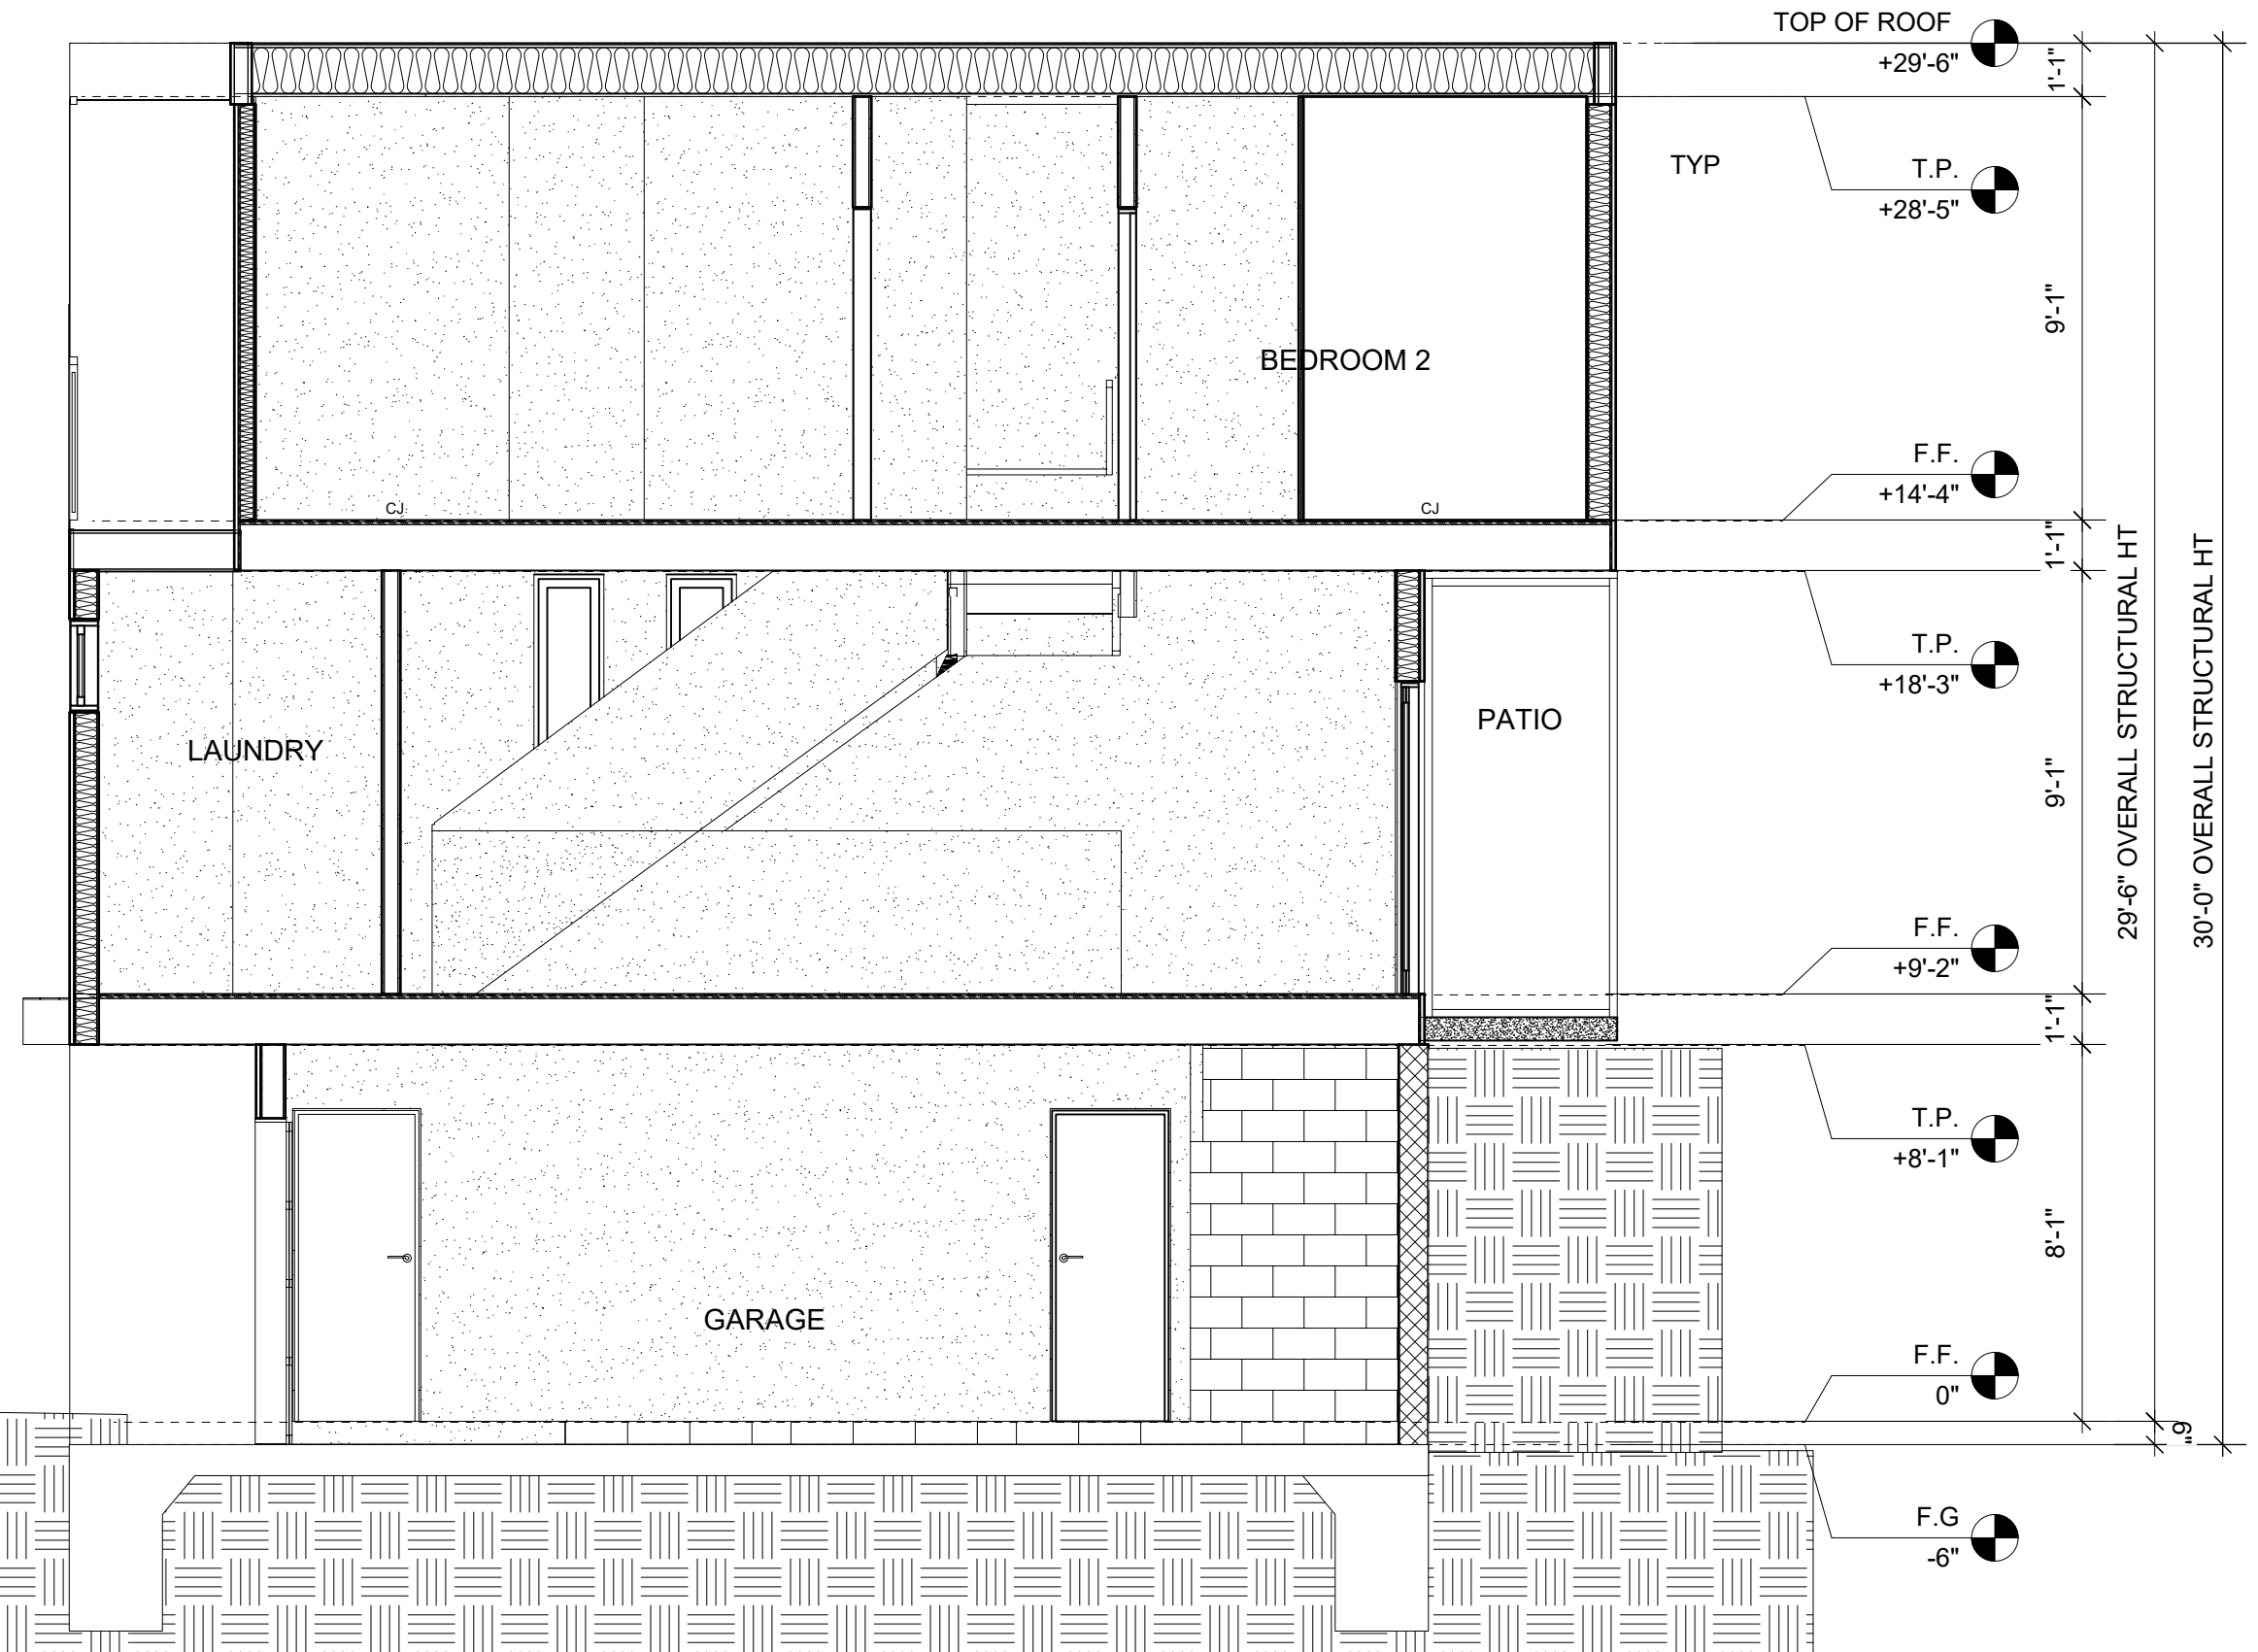 TOP OF ROOF
+29'-6"
1'-1"
TYP
T.P.
+28'-5"
9'-1"
BEDROOM 2
F.F.
+14'-4"
CJ
CJ
1'-1"
29'-6" OVERALL STRUCTURAL HT
30'-0" OVERALL STRUCTURAL HT
T.P.
+18'-3"
PATIO
LAUNDRY
9'-1"
F.F.
+9'-2"
1'-1"
T.P.
+8'-1"
8'-1"
GARAGE
F.F.
0"
6"
F.G
-6"